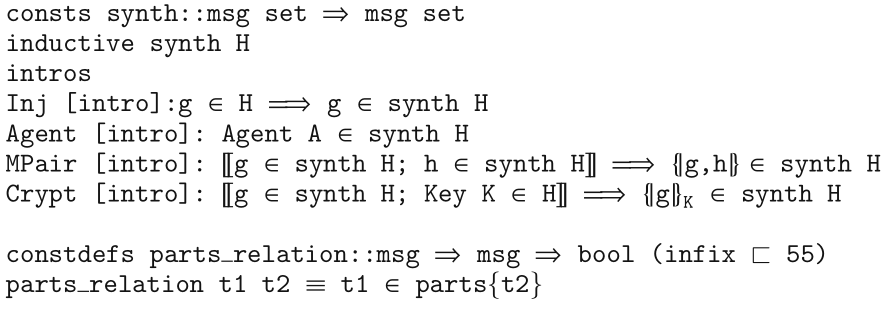 consts synth::msg set ⇒ msg set
inductive synth H
intros
Inj [intro]:g ∈ H ⟹ g ∈ synth H
Agent [intro]: Agent A ∈ synth H
MPair [intro]: ⟦g ∈ synth H; h ∈ synth H⟧ ⟹ ⦃g,h⦄ ∈ synth H
Crypt [intro]: ⟦g ∈ synth H; Key K ∈ H⟧ ⟹ ⦃g⦄_K ∈ synth H
constdefs parts_relation::msg ⇒ msg ⇒ bool (infix ⊏ 55)
parts_relation t1 t2 ≡ t1 ∈ parts{t2}